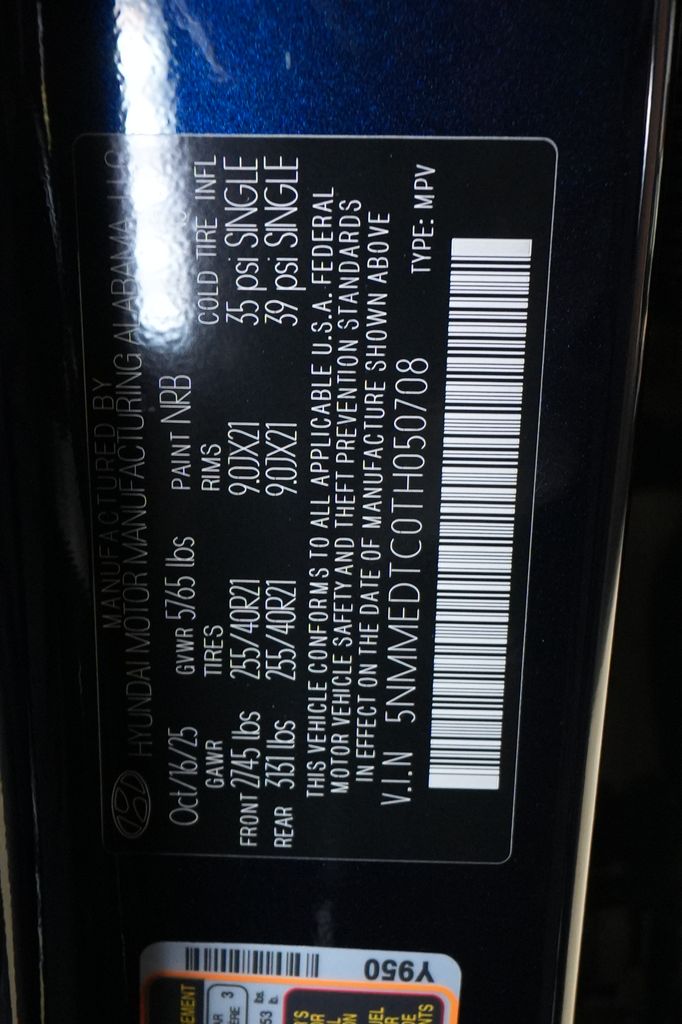 MANUFACTURED BY
HYUNDAI MOTOR MANUFACTURING ALABAMA, LLC
Oct/16/25 GVWR 5765 lbs PAINT NRB
GAWR TIRES RIMS COLD TIRE INFL
FRONT 2745 lbs 255/40R21 9.0JX21 35 psi SINGLE
REAR 3131 lbs 255/40R21 9.0JX21 39 psi SINGLE
THIS VEHICLE CONFORMS TO ALL APPLICABLE U.S.A. FEDERAL
MOTOR VEHICLE SAFETY AND THEFT PREVENTION STANDARDS
IN EFFECT ON THE DATE OF MANUFACTURE SHOWN ABOVE
V.I.N 5NMMEDTC0TH050708 TYPE: MPV
Y950